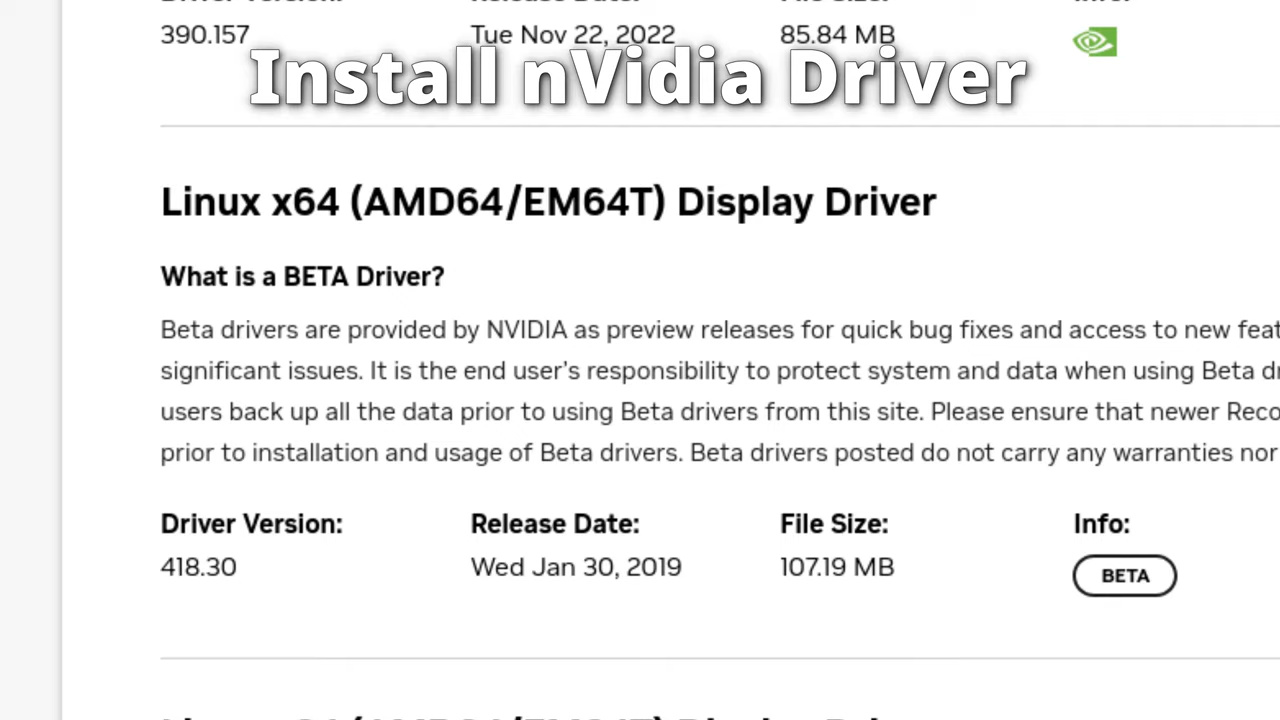 390.157 Tue Nov 22, 2022 85.84 MB
Install nVidia Driver
Linux x64 (AMD64/EM64T) Display Driver
What is a BETA Driver?
Beta drivers are provided by NVIDIA as preview releases for quick bug fixes and access to new
significant issues. It is the end user's responsibility to protect system and data when using Beta
users back up all the data prior to using Beta drivers from this site. Please ensure that newer
prior to installation and usage of Beta drivers. Beta drivers posted do not carry any warranties nor
Driver Version: Release Date: File Size: Info:
418.30 Wed Jan 30, 2019 107.19 MB BETA